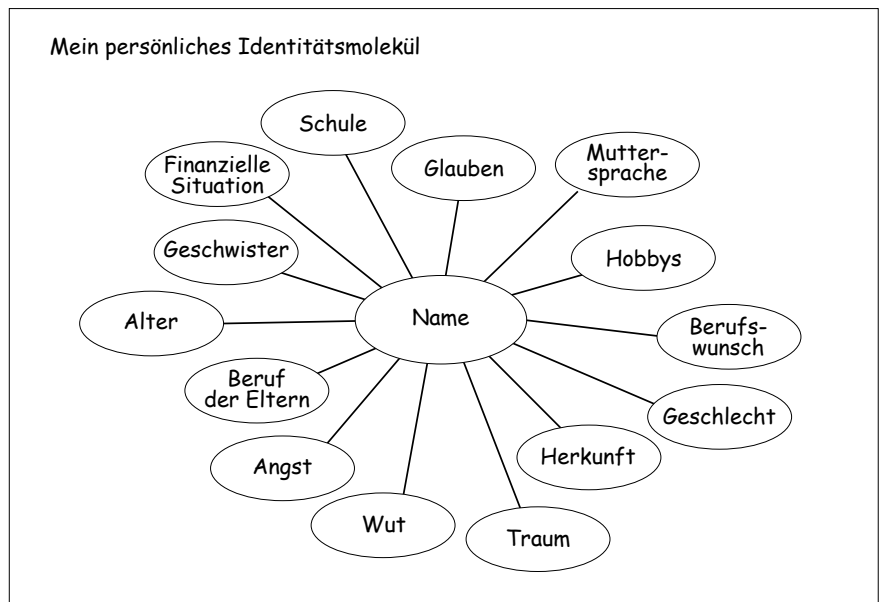 Mein persönliches Identitätsmolekül
Schule
Glauben
Mutter-
sprache
Finanzielle
Situation
Geschwister
Hobbys
Alter
Name
Berufs-
wunsch
Beruf
der Eltern
Geschlecht
Angst
Herkunft
Wut
Traum